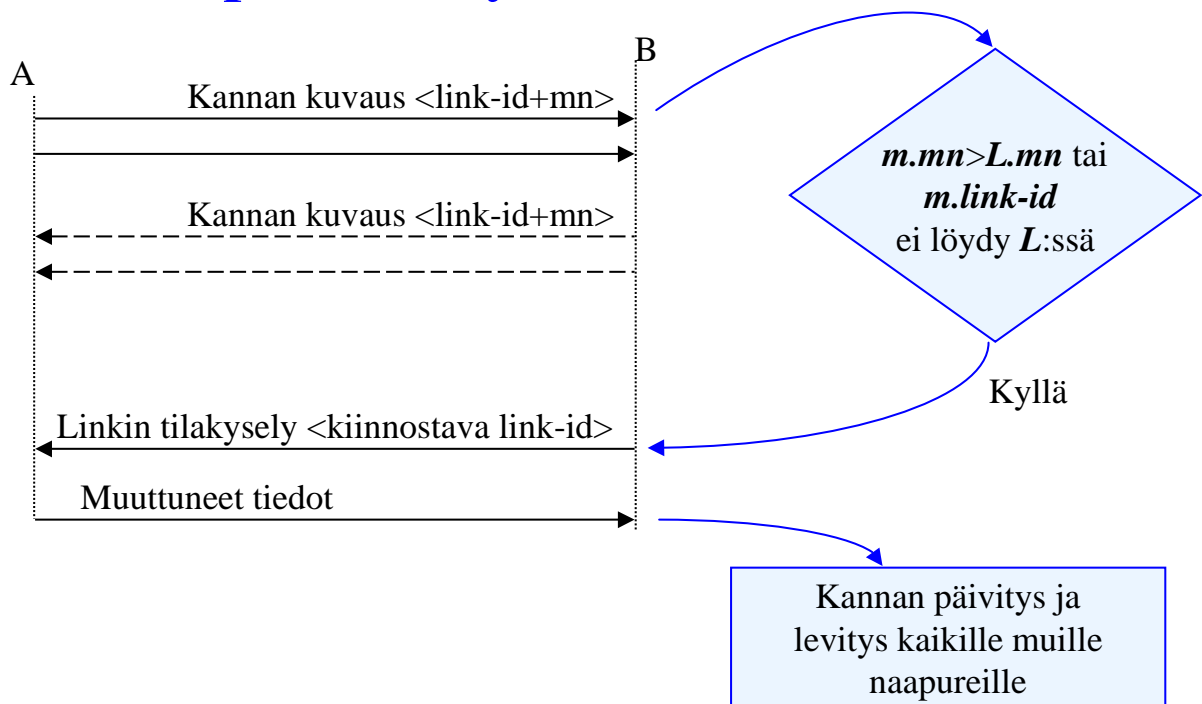 B
A
Kannan kuvaus <link-id+mn>
m.mn>L.mn tai
m.link-id
ei löydy L:ssä
Kannan kuvaus <link-id+mn>
Kyllä
Linkin tilakysely <kiinnostava link-id>
Muuttuneet tiedot
Kannan päivitys ja
levitys kaikille muille
naapureille